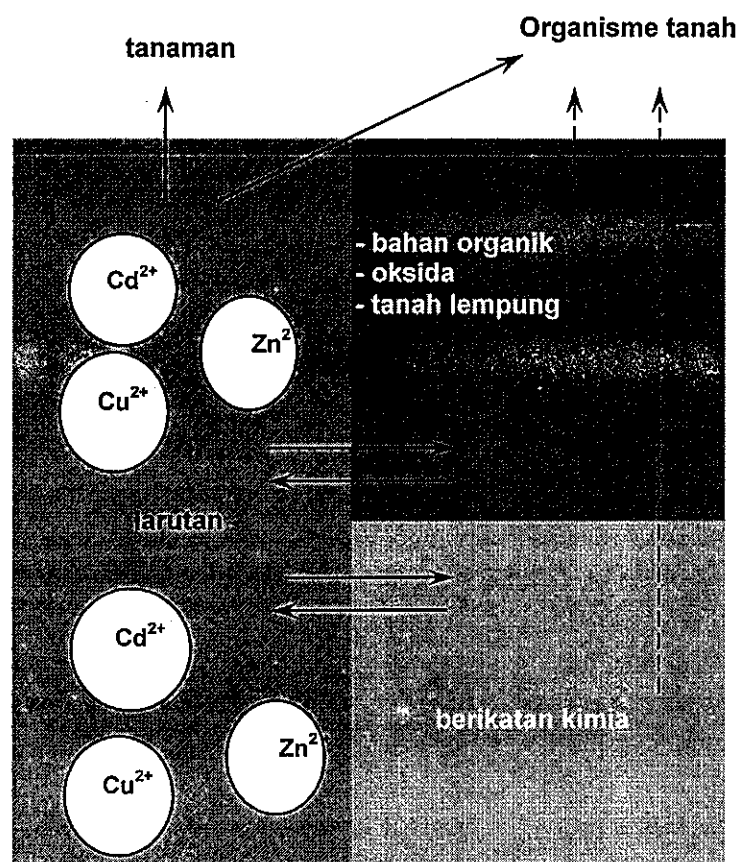 Organisme tanah
tanaman
- bahan organik
- oksida
- tanah lempung
Cd²⁺
Zn²
Cu²⁺
larutan
Cd²⁺
berikatan kimia
Zn²
Cu²⁺